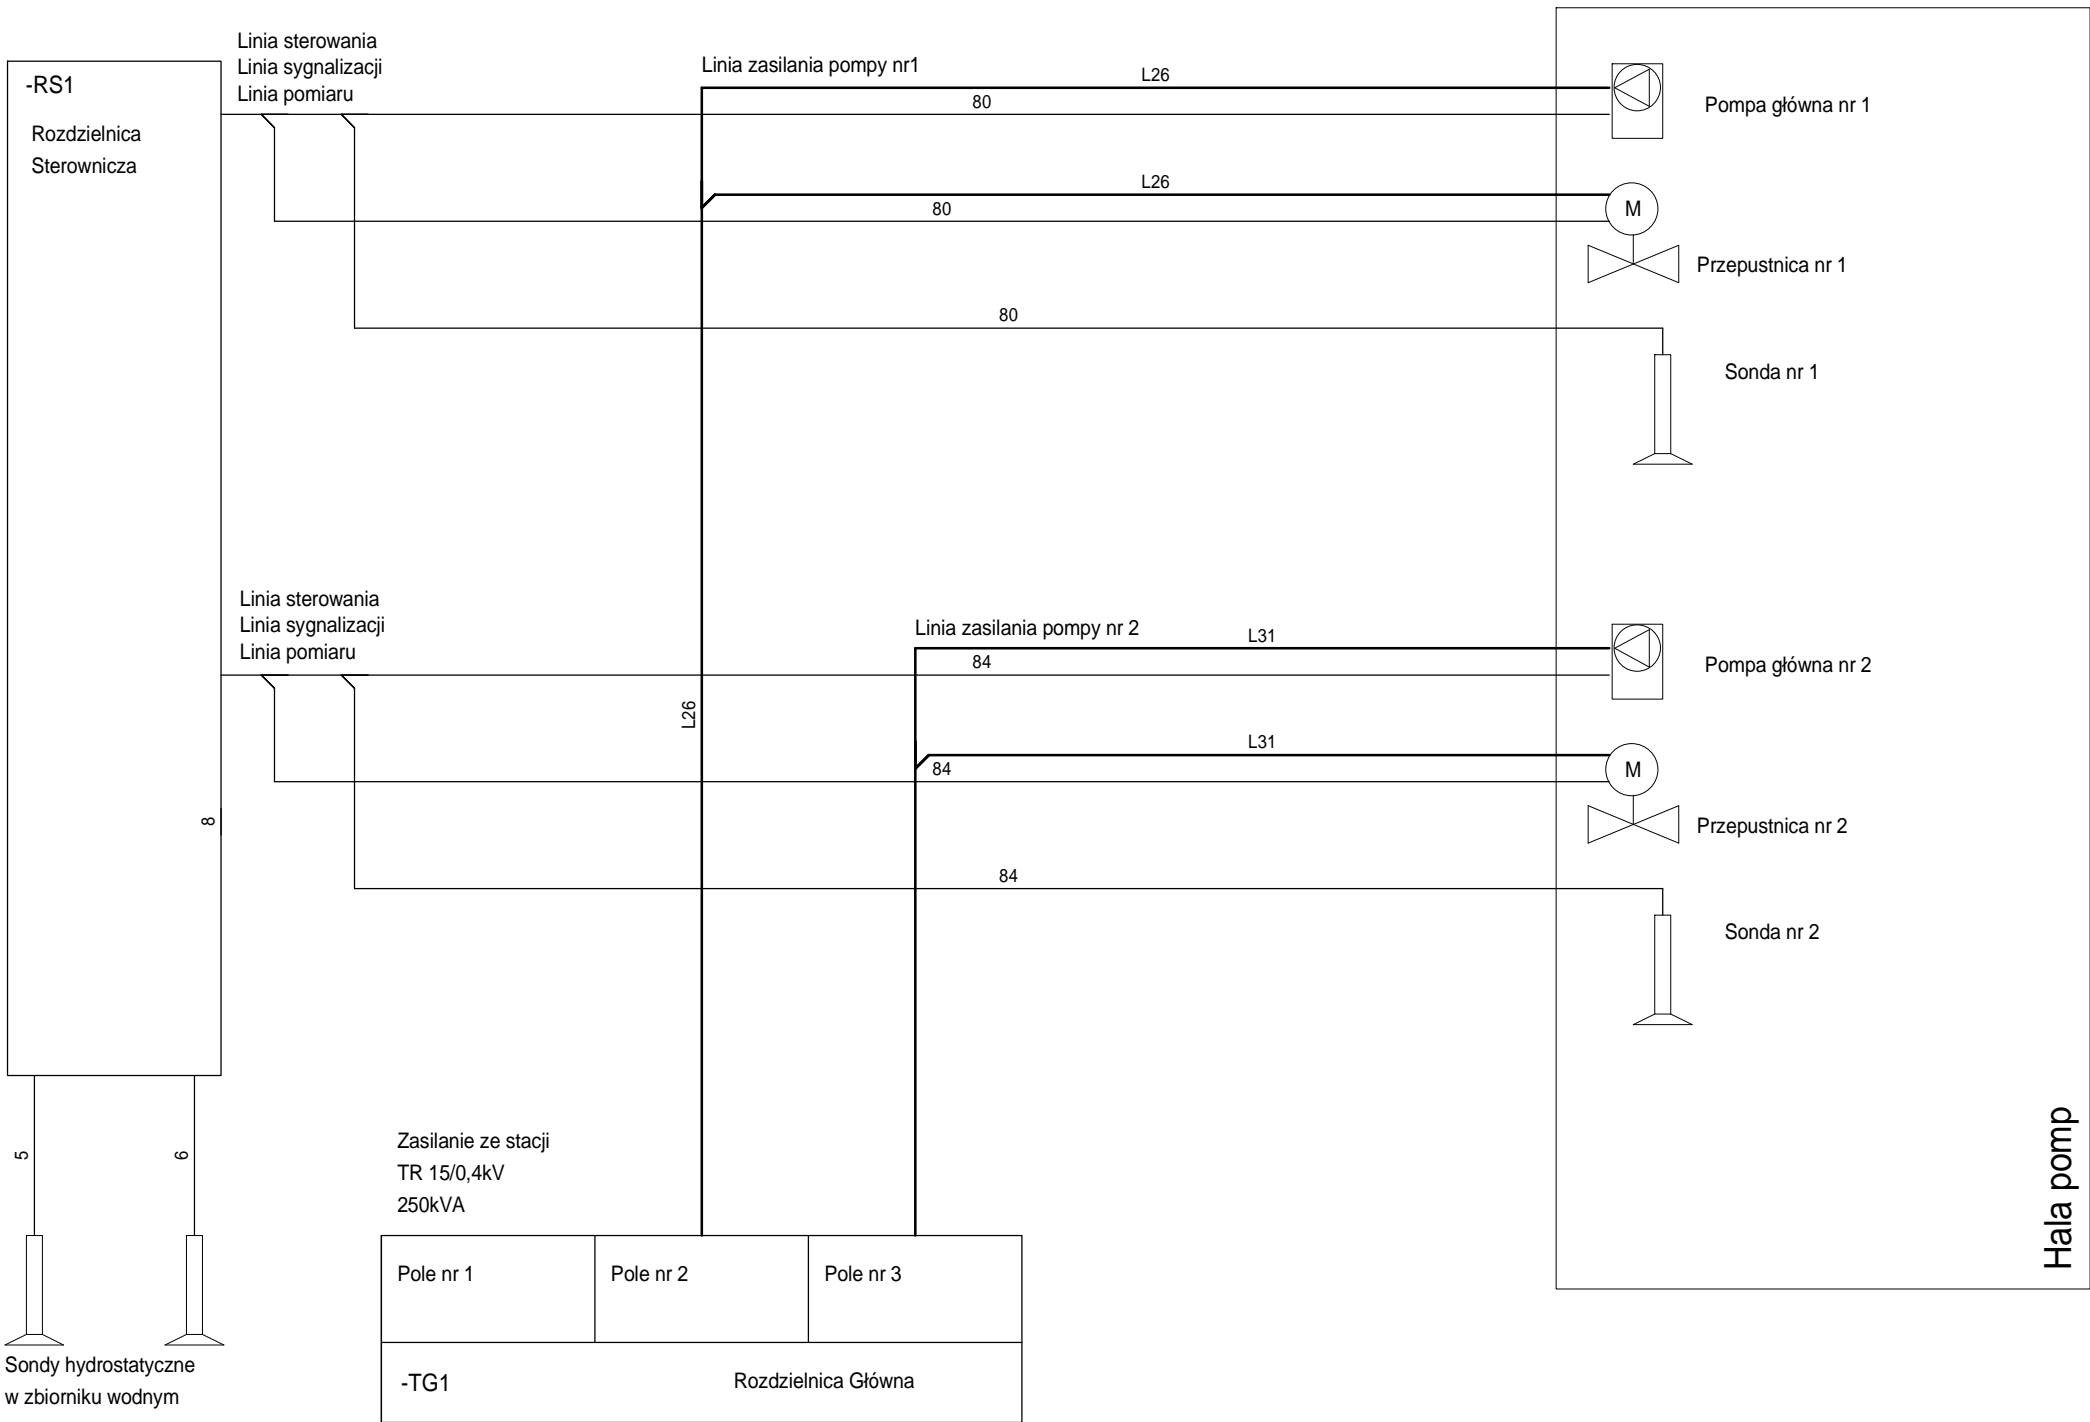 Linia sterowania
Linia sygnalizacji
Linia pomiaru
-RS1
Rozdzielnica
Sterownicza
Linia zasilania pompy nr1
L26
80
Pompa główna nr 1
L26
80
M
Przepustnica nr 1
80
Sonda nr 1
Linia sterowania
Linia sygnalizacji
Linia pomiaru
Linia zasilania pompy nr 2
L31
84
Pompa główna nr 2
L26
L31
84
M
Przepustnica nr 2
8
84
Sonda nr 2
Hala pomp
5
6
Zasilanie ze stacji
TR 15/0,4kV
250kVA
Pole nr 1
Pole nr 2
Pole nr 3
-TG1
Rozdzielnica Główna
Sondy hydrostatyczne
w zbiorniku wodnym